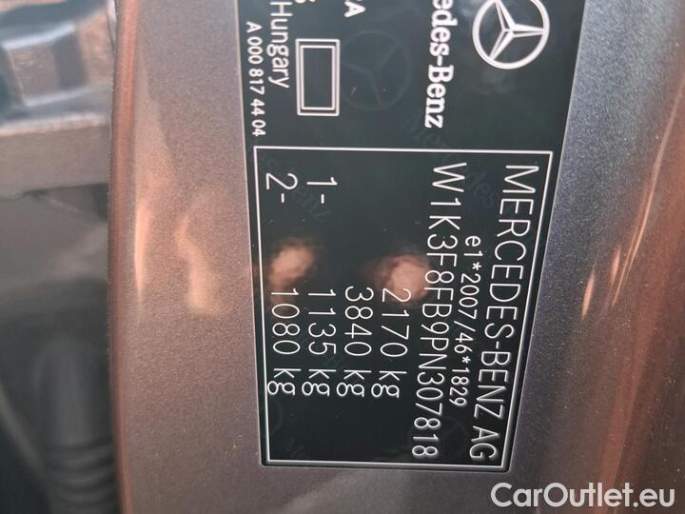 Mercedes-Benz
Hungary
A 000 817 44 04
MERCEDES-BENZ AG
e1*2007/46*1829
W1K3F8FB9PN307818
2170 kg
3840 kg
1- 1135 kg
2- 1080 kg
CarOutlet.eu